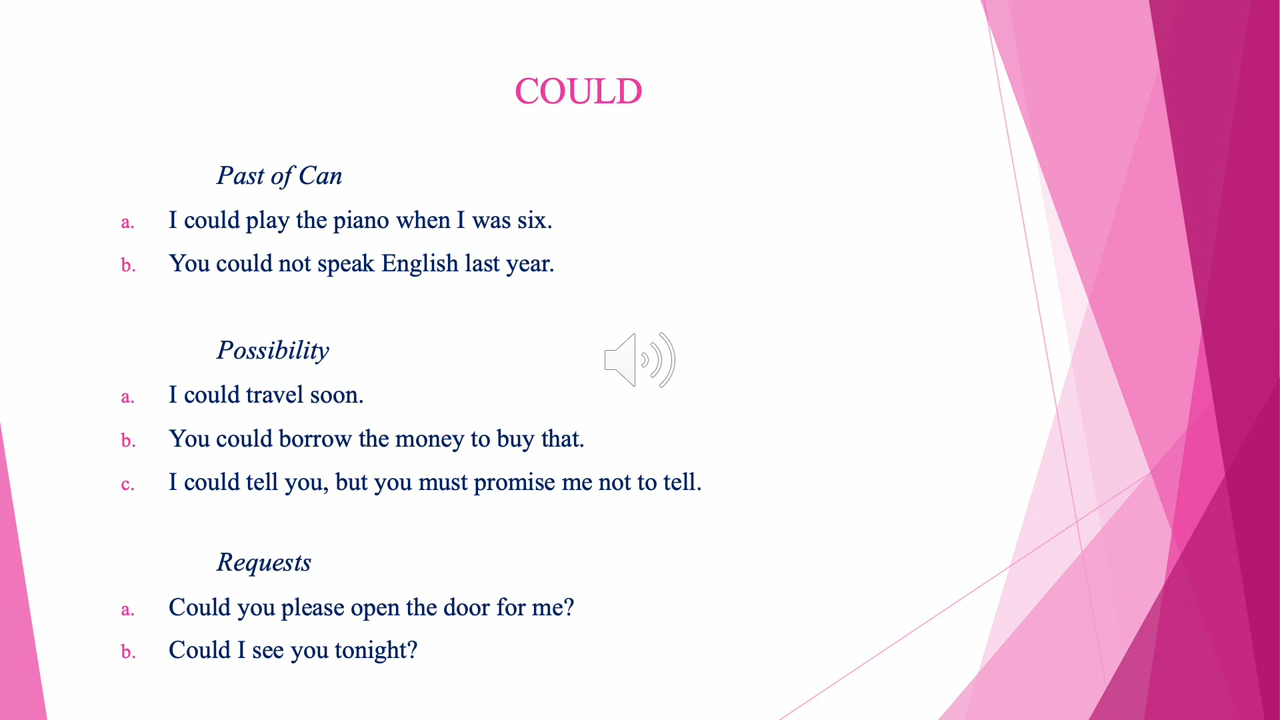 COULD
Past of Can
a. I could play the piano when I was six.
b. You could not speak English last year.
Possibility
a. I could travel soon.
b. You could borrow the money to buy that.
c. I could tell you, but you must promise me not to tell.
Requests
a. Could you please open the door for me?
b. Could I see you tonight?